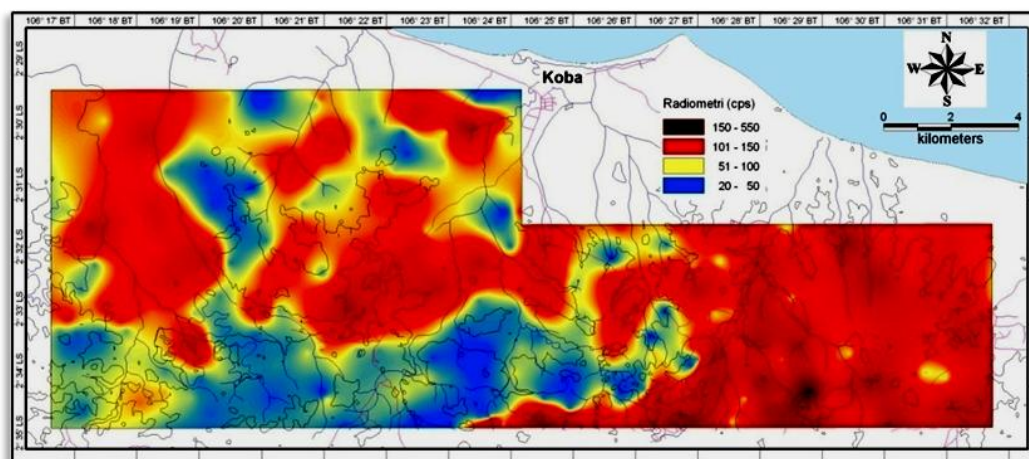 106° 17' BT 106° 18' BT 106° 19' BT 106° 20' BT 106° 21' BT 106° 22' BT 106° 23' BT 106° 24' BT 106° 25' BT 106° 26' BT 106° 27' BT 106° 28' BT 106° 29' BT 106° 30' BT 106° 31' BT 106° 32' BT
2° 29' LS
2° 30' LS
2° 31' LS
2° 32' LS
2° 33' LS
2° 34' LS
2° 35' LS
Koba
N
W E
S
0 2 4
kilometers
Radiometri (cps)
150 - 550
101 - 150
51 - 100
20 - 50